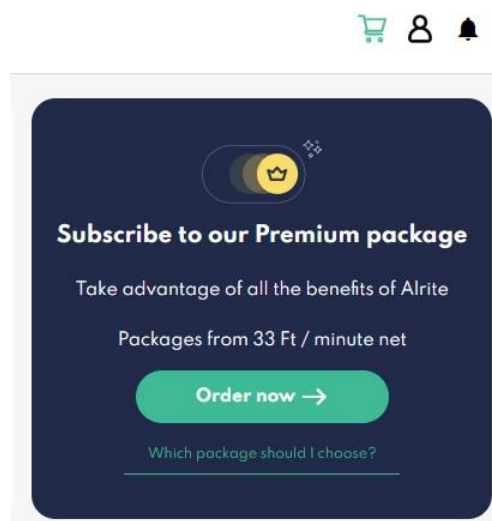 Subscribe to our Premium package
Take advantage of all the benefits of Alrite
Packages from 33 Ft / minute net
Order now →
Which package should I choose?